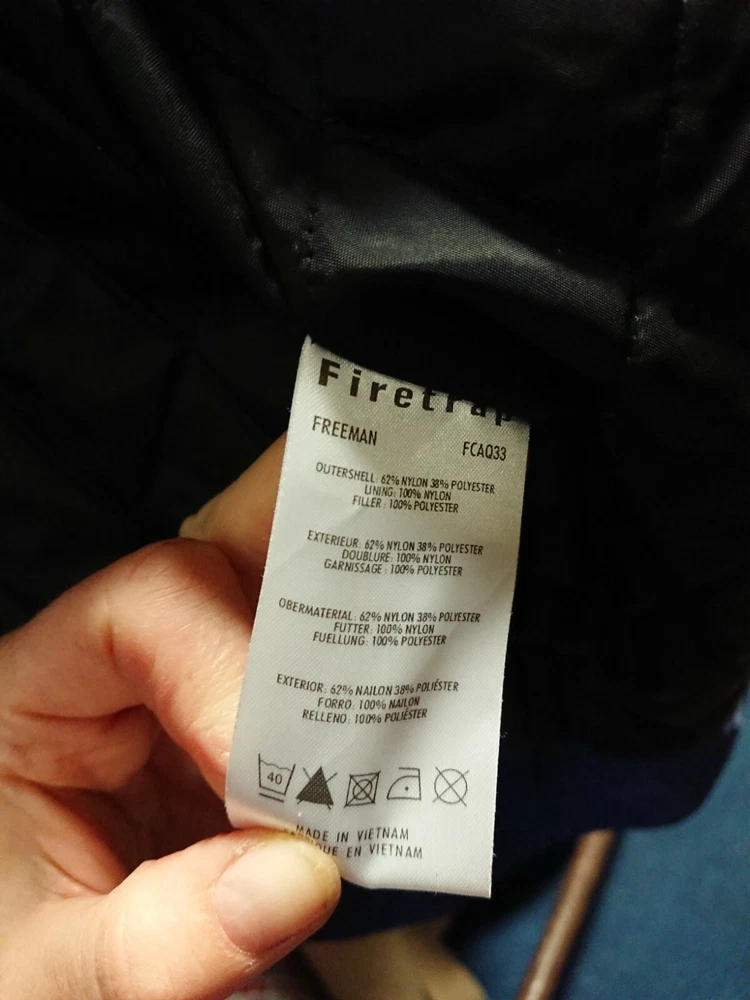 Firetrap
FREEMAN FCAQ33
OUTERSHELL: 62% NYLON 38% POLYESTER
LINING: 100% NYLON
FILLER : 100% POLYESTER
EXTERIEUR: 62% NYLON 38% POLYESTER
DOUBLURE: 100% NYLON
GARNISSAGE : 100% POLYESTER
OBERMATERIAL: 62% NYLON 38% POLYESTER
FUTTER: 100% NYLON
FUELLUNG: 100% POLYESTER
EXTERIOR: 62% NAILON 38% POLIÉSTER
FORRO: 100% NAILON
RELLENO: 100% POLIÉSTER
40
MADE IN VIETNAM
EN VIETNAM